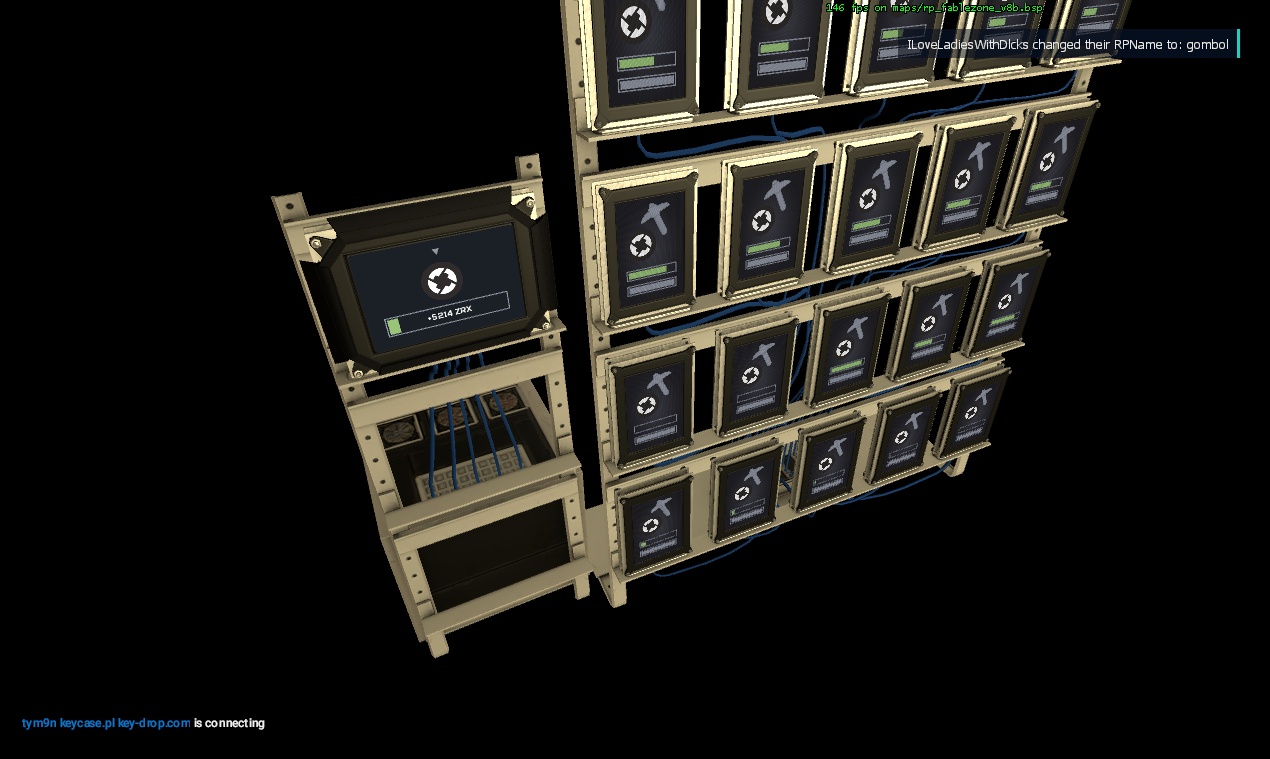 146 fps on maps/rp_fablezone_v8b.bsp
ILoveLadiesWithDIcks changed their RPName to: gombol
+5214 ZRX
tym9n keycase.pl key-drop.com is connecting